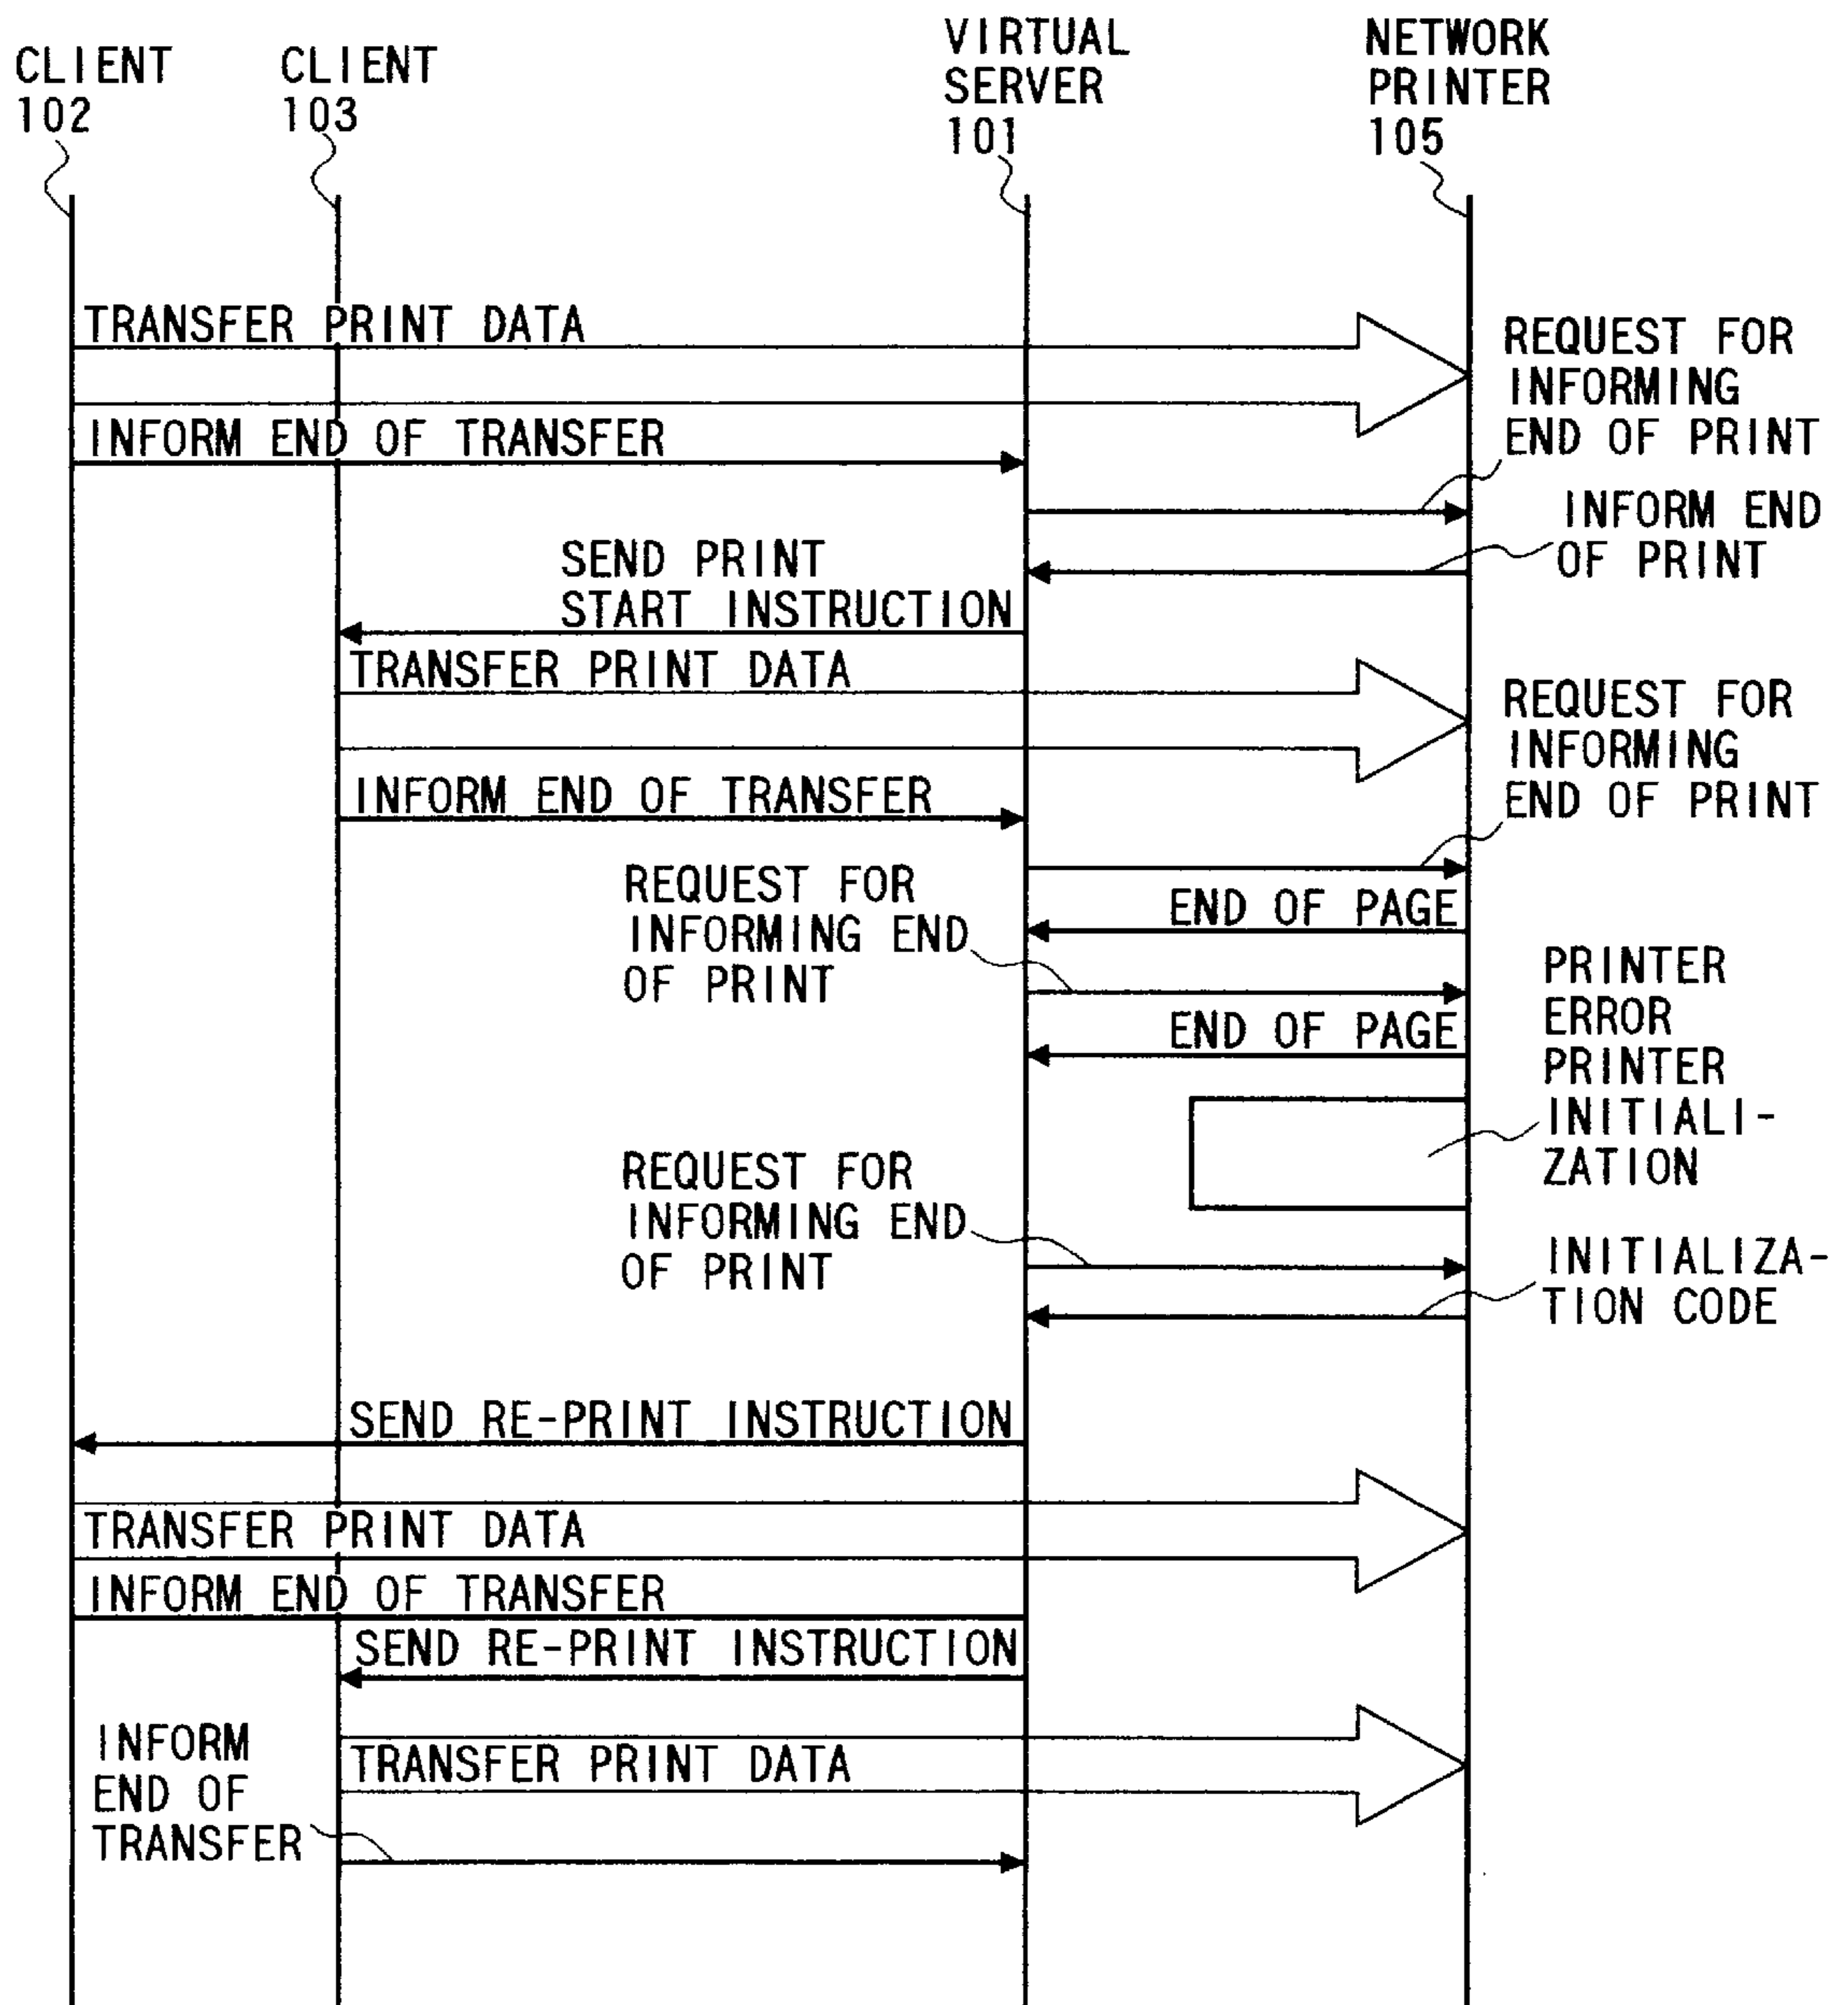 CLIENT
102
CLIENT
103
VIRTUAL
SERVER
101
NETWORK
PRINTER
105
TRANSFER PRINT DATA
REQUEST FOR
INFORMING
END OF PRINT
INFORM END OF TRANSFER
INFORM END
OF PRINT
SEND PRINT
START INSTRUCTION
TRANSFER PRINT DATA
REQUEST FOR
INFORMING
END OF PRINT
INFORM END OF TRANSFER
REQUEST FOR
INFORMING END
OF PRINT
END OF PAGE
END OF PAGE
PRINTER
ERROR
PRINTER
INITIALI-
ZATION
REQUEST FOR
INFORMING END
OF PRINT
INITIALIZA-
TION CODE
SEND RE-PRINT INSTRUCTION
TRANSFER PRINT DATA
INFORM END OF TRANSFER
SEND RE-PRINT INSTRUCTION
TRANSFER PRINT DATA
INFORM
END OF
TRANSFER